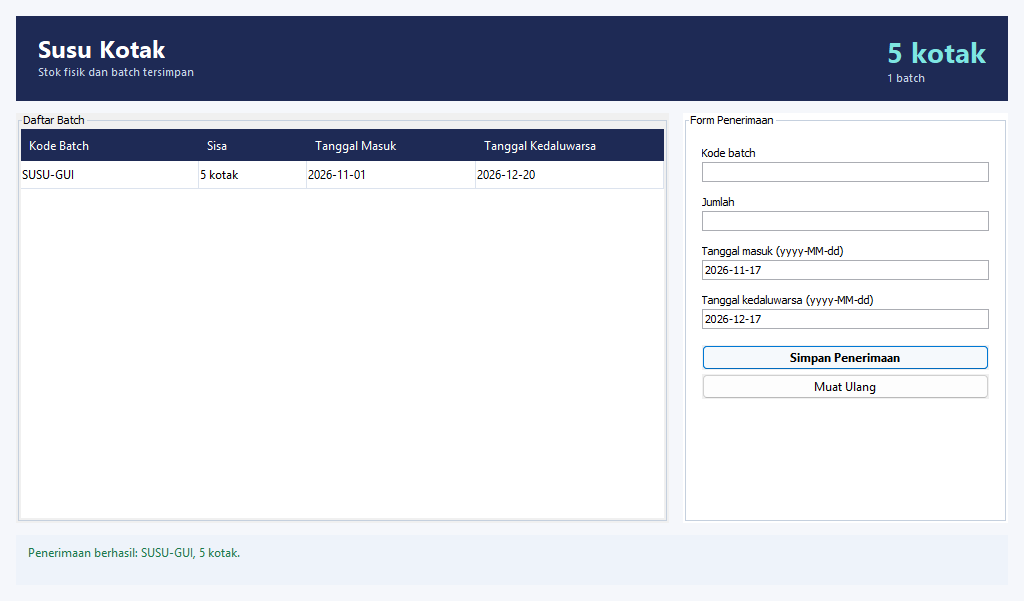 Susu Kotak
Stok fisik dan batch tersimpan
5 kotak
1 batch
Daftar Batch
Kode Batch Sisa Tanggal Masuk Tanggal Kedaluwarsa
SUSU-GUI 5 kotak 2026-11-01 2026-12-20
Form Penerimaan
Kode batch
Jumlah
Tanggal masuk (yyyy-MM-dd)
2026-11-17
Tanggal kedaluwarsa (yyyy-MM-dd)
2026-12-17
Simpan Penerimaan
Muat Ulang
Penerimaan berhasil: SUSU-GUI, 5 kotak.